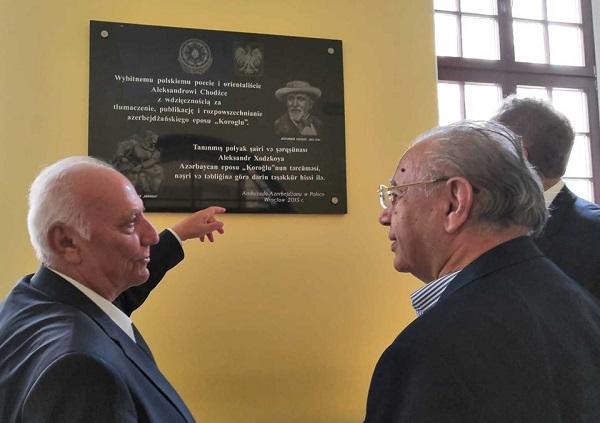 Wybitnemu polskiemu poecie i orientaliście
Aleksandrowi Chodźce
z wdzięcznością za
tłumaczenie, publikację i rozpowszechnianie
azerbejdżańskiego eposu „Koroglu".
Tanınmış polyak şairi və şərqşünası
Aleksandr Xodzkoya
Azərbaycan eposu „Koroğlu"nun tərcüməsi,
nəşri və təbliğinə görə dərin təşəkkür hissi ilə.
Ambasada Azerbejdżanu w Polsce
Wrocław 2015 r.